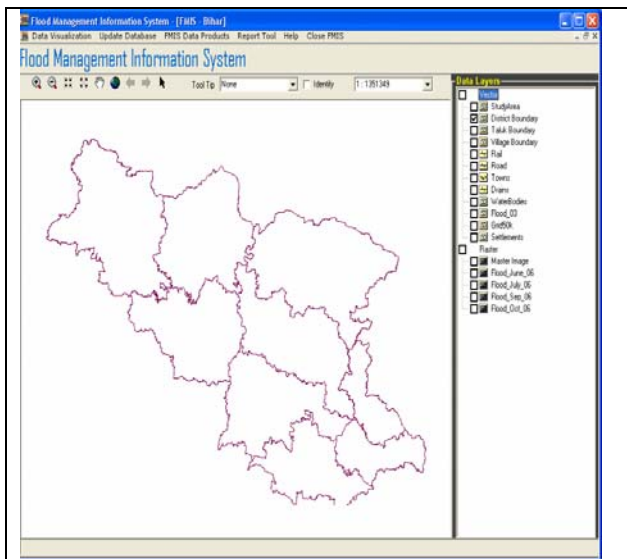 Flood Management Information System - [FMIS - Bihar]
Data Visualization Update Database FMIS Data Products Report Tool Help Close FMIS
Flood Management Information System
Tool Tip None Identity 1 : 1351349
Data Layers
Vector
StudyArea
District Boundary
Taluk Boundary
Village Boundary
Rail
Road
Towns
Drains
WaterBodies
Flood_03
Grid50k
Settlements
Raster
Master Image
Flood_June_06
Flood_July_06
Flood_Sep_06
Flood_Oct_06